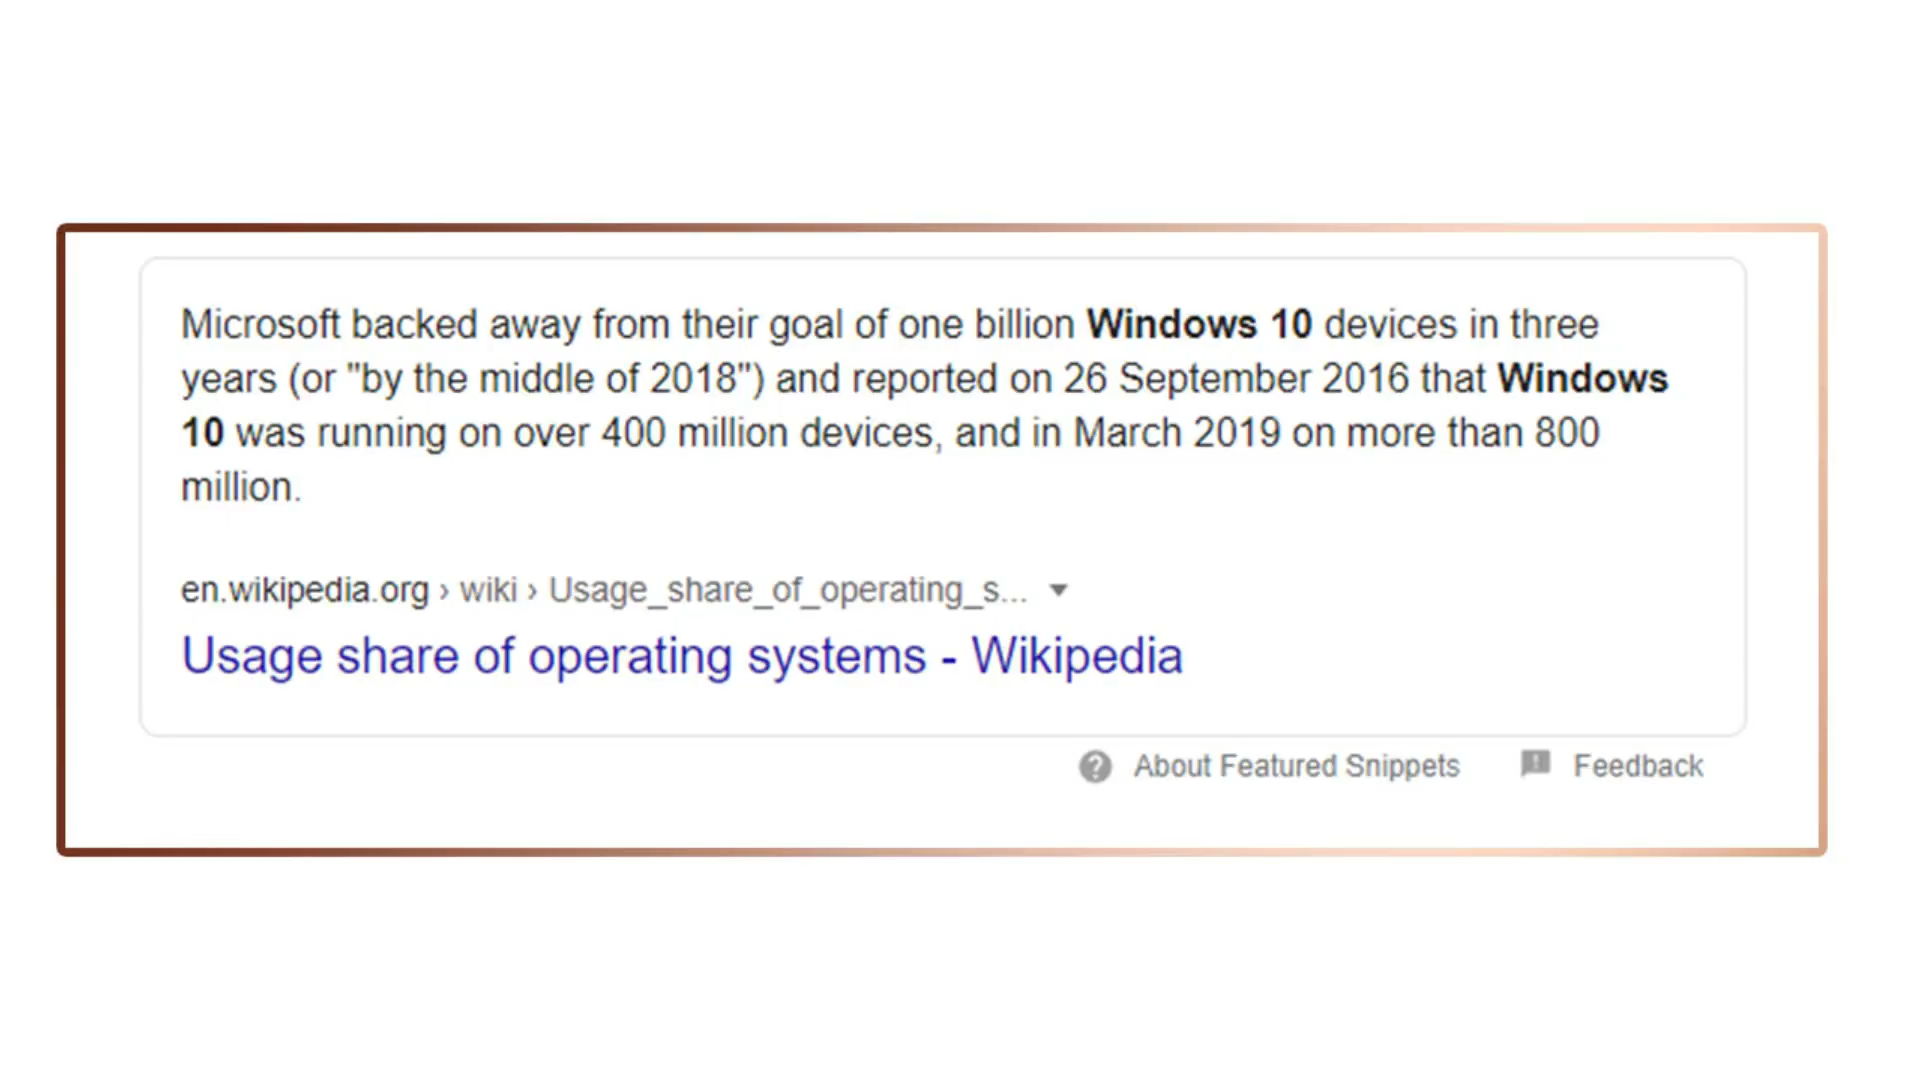 Microsoft backed away from their goal of one billion Windows 10 devices in three
years (or "by the middle of 2018") and reported on 26 September 2016 that Windows
10 was running on over 400 million devices, and in March 2019 on more than 800
million.
en.wikipedia.org › wiki › Usage_share_of_operating_s...
Usage share of operating systems - Wikipedia
About Featured Snippets Feedback